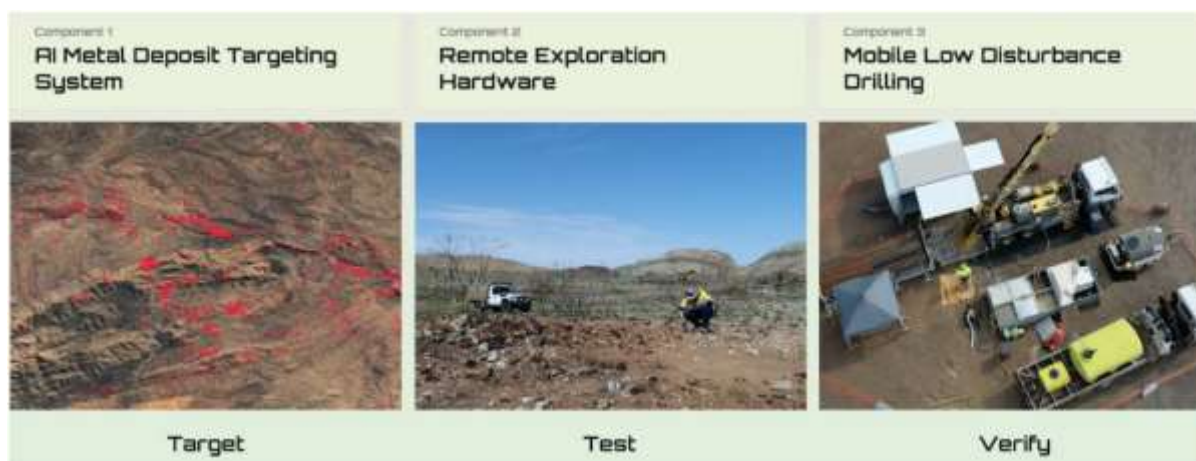 Component 1
AI Metal Deposit Targeting
System
Component 2
Remote Exploration
Hardware
Component 3
Mobile Low Disturbance
Drilling
Target
Test
Verify